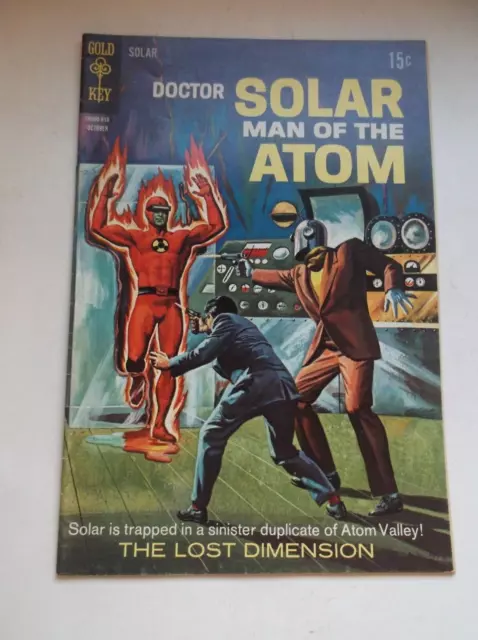 GOLD
KEY
SOLAR
15¢
DOCTOR SOLAR
MAN OF THE
ATOM
OCTOBER
Solar is trapped in a sinister duplicate of Atom Valley!
THE LOST DIMENSION